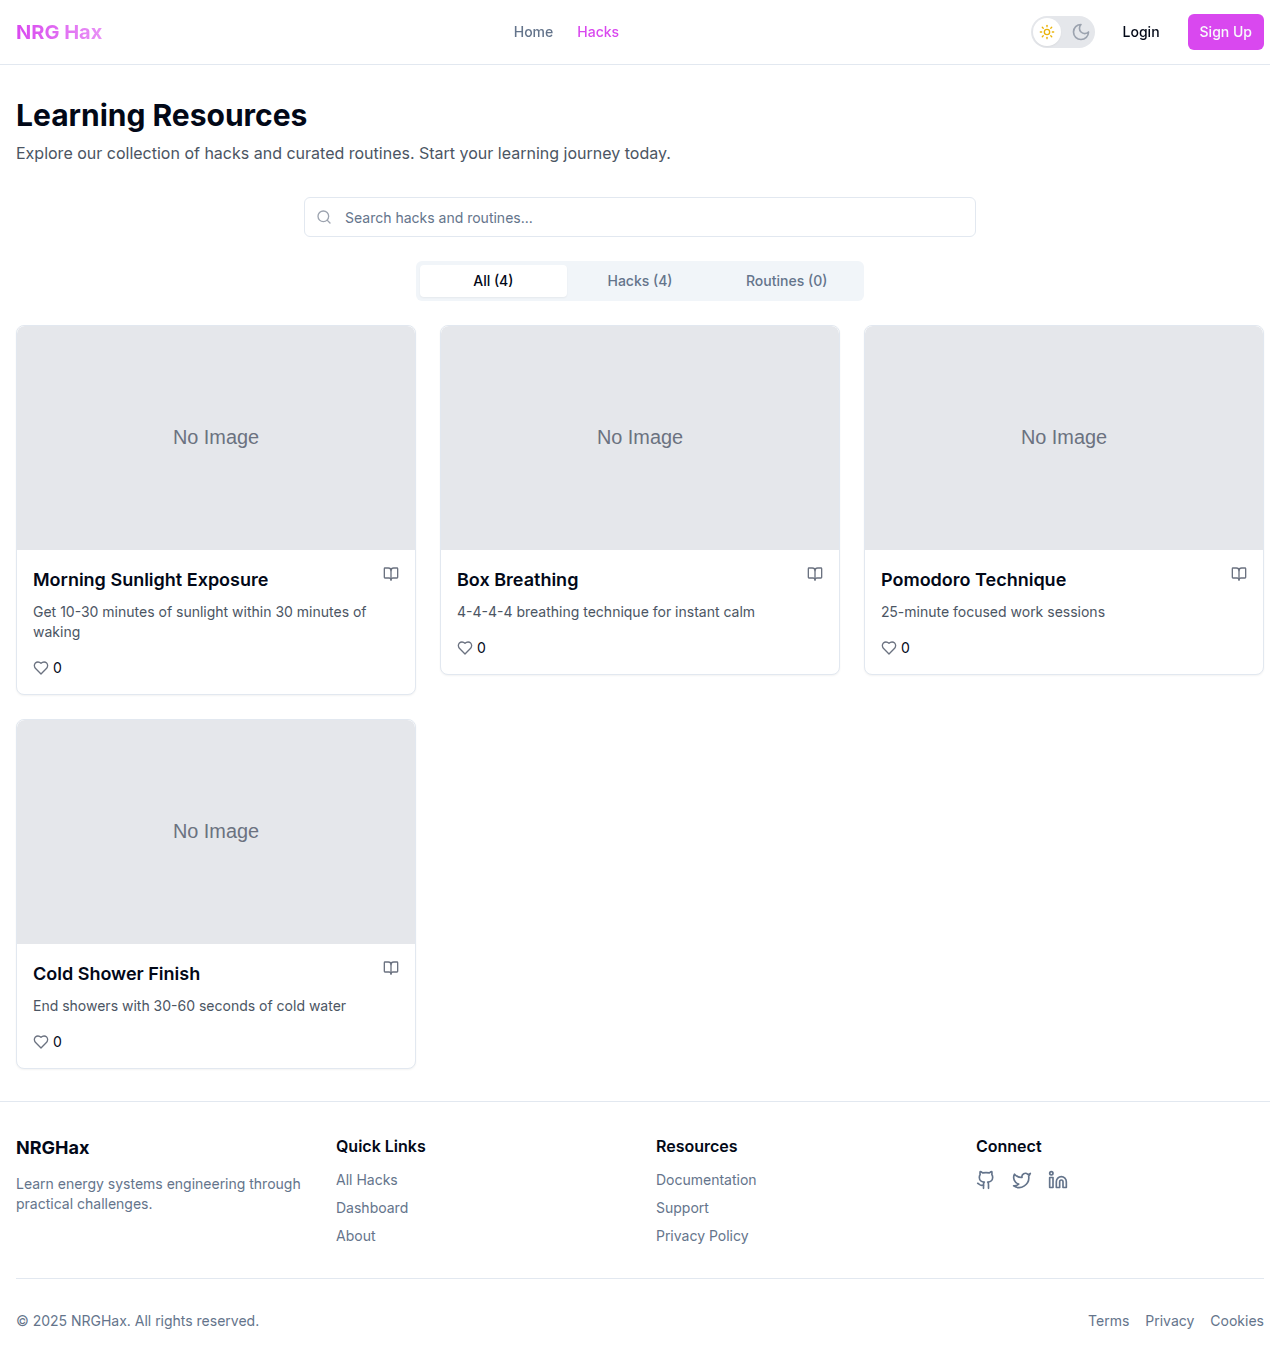 NRG Hax
Home
Hacks
Login
Sign Up
Learning Resources
Explore our collection of hacks and curated routines. Start your learning journey today.
Search hacks and routines...
All (4)
Hacks (4)
Routines (0)
No Image
No Image
No Image
Morning Sunlight Exposure
Get 10-30 minutes of sunlight within 30 minutes of
waking
0
Box Breathing
4-4-4-4 breathing technique for instant calm
0
Pomodoro Technique
25-minute focused work sessions
0
No Image
Cold Shower Finish
End showers with 30-60 seconds of cold water
0
NRGHax
Learn energy systems engineering through
practical challenges.
Quick Links
All Hacks
Dashboard
About
Resources
Documentation
Support
Privacy Policy
Connect
© 2025 NRGHax. All rights reserved.
Terms
Privacy
Cookies